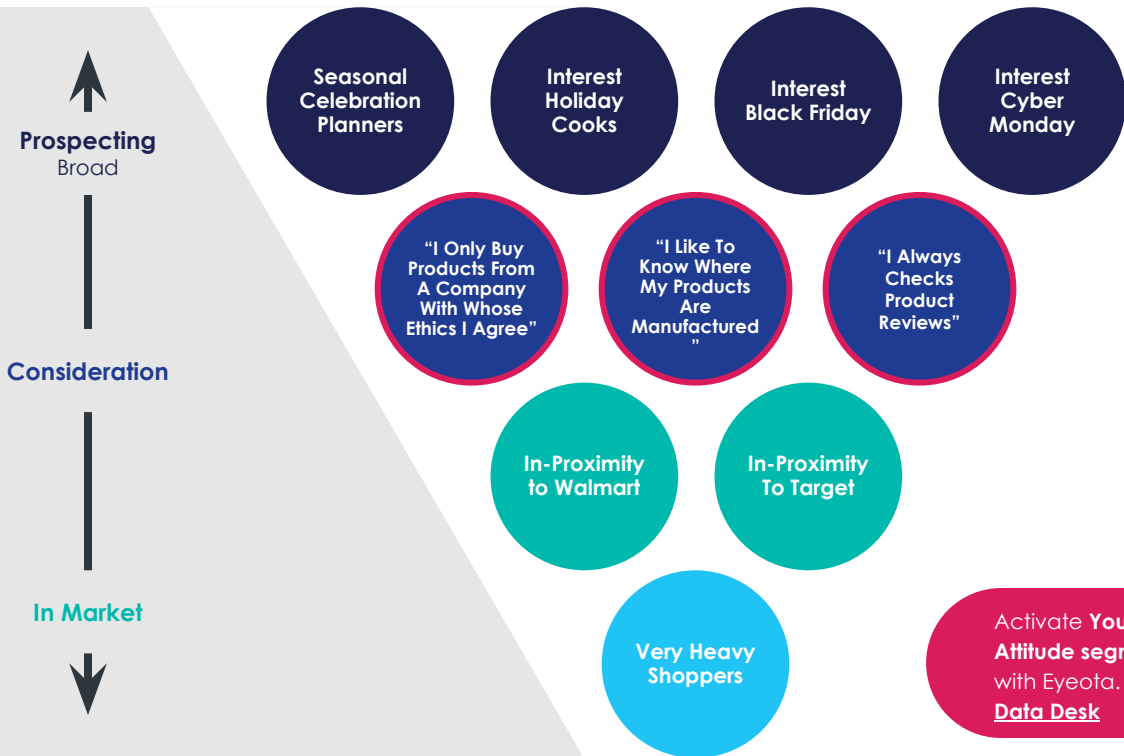 Prospecting
Broad
Consideration
In Market
Seasonal
Celebration
Planners
Interest
Holiday
Cooks
Interest
Black Friday
Interest
Cyber
Monday
“I Only Buy
Products From
A Company
With Whose
Ethics I Agree”
“I Like To
Know Where
My Products
Are
Manufactured
”
“I Always
Checks
Product
Reviews”
In-Proximity
to Walmart
In-Proximity
To Target
Very Heavy
Shoppers
Activate
Attitude
with Eyeota.
Data Desk